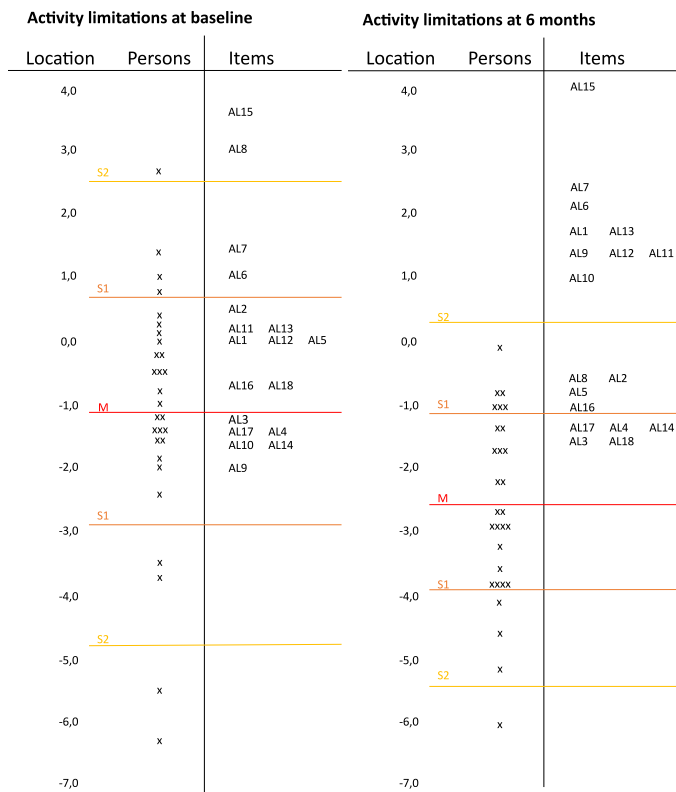 Activity limitations at baseline
Location Persons Items
4,0
AL15
3,0
AL8
S2 x
2,0
x AL7
1,0 x AL6
S1 x
x AL2
x AL11 AL13
x
0,0 x AL1 AL12 AL5
xx
xxx
x AL16 AL18
-1,0 x
M
xx AL3
xxx AL17 AL4
xx AL10 AL14
x
-2,0 x AL9
x
S1
-3,0
x
x
-4,0
S2
-5,0
x
-6,0
x
-7,0
Activity limitations at 6 months
Location Persons Items
4,0 AL15
3,0
AL7
2,0 AL6
AL1 AL13
AL9 AL12 AL11
1,0 AL10
S2
0,0 x
AL8 AL2
xx AL5
-1,0 S1 xxx AL16
xx AL17 AL4 AL14
AL3 AL18
xxx
-2,0
xx
M
xx
-3,0 xxxx
x
x
S1 xxxx
-4,0 x
x
-5,0 x
S2
-6,0 x
-7,0